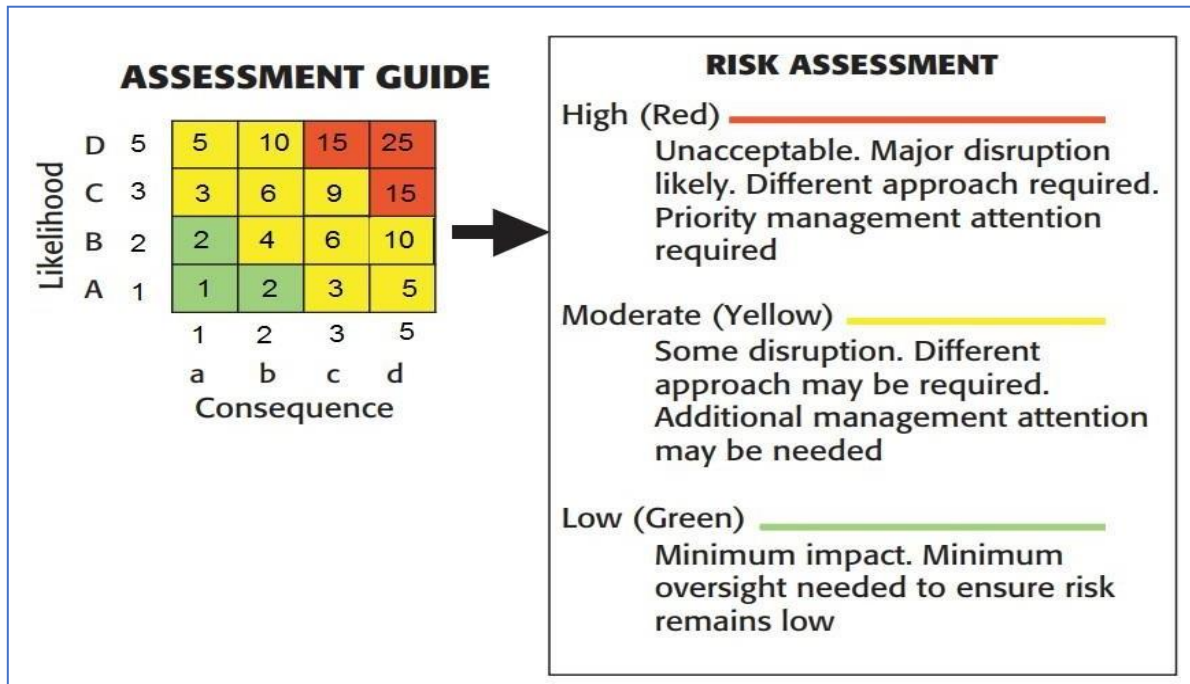 ASSESSMENT GUIDE
Likelihood
D 5 5 10 15 25
C 3 3 6 9 15
B 2 2 4 6 10
A 1 1 2 3 5
1 2 3 5
a b c d
Consequence
RISK ASSESSMENT
High (Red)
Unacceptable. Major disruption
likely. Different approach required.
Priority management attention
required
Moderate (Yellow)
Some disruption. Different
approach may be required.
Additional management attention
may be needed
Low (Green)
Minimum impact. Minimum
oversight needed to ensure risk
remains low